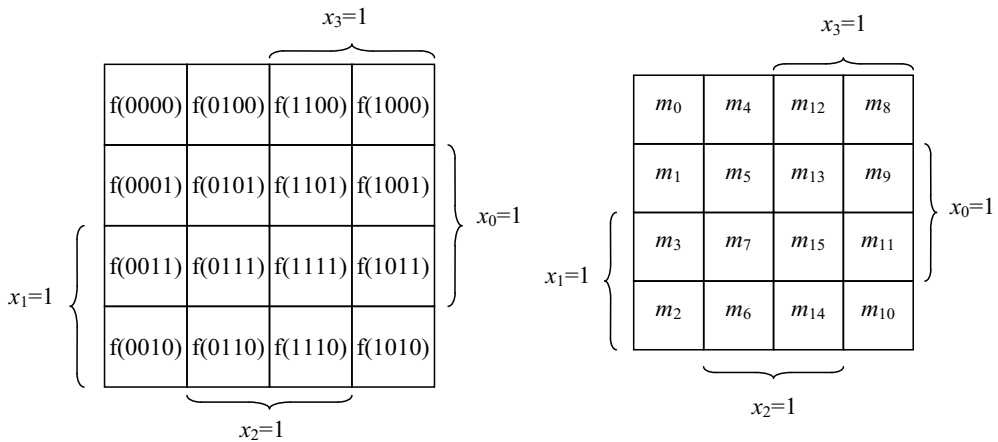 x₃=1
f(0000) f(0100) f(1100) f(1000)
f(0001) f(0101) f(1101) f(1001)
x₀=1
f(0011) f(0111) f(1111) f(1011)
x₁=1
f(0010) f(0110) f(1110) f(1010)
x₂=1
x₃=1
m₀ m₄ m₁₂ m₈
m₁ m₅ m₁₃ m₉
x₀=1
m₃ m₇ m₁₅ m₁₁
x₁=1
m₂ m₆ m₁₄ m₁₀
x₂=1